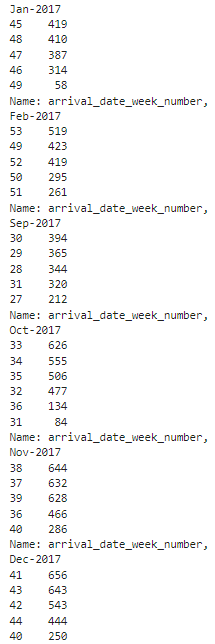 Jan-2017
45    419
48    410
47    387
46    314
49     58
Name: arrival_date_week_number,
Feb-2017
53    519
49    423
52    419
50    295
51    261
Name: arrival_date_week_number,
Sep-2017
30    394
29    365
28    344
31    320
27    212
Name: arrival_date_week_number,
Oct-2017
33    626
34    555
35    506
32    477
36    134
31     84
Name: arrival_date_week_number,
Nov-2017
38    644
37    632
39    628
36    466
40    286
Name: arrival_date_week_number,
Dec-2017
41    656
43    643
42    543
44    444
40    250